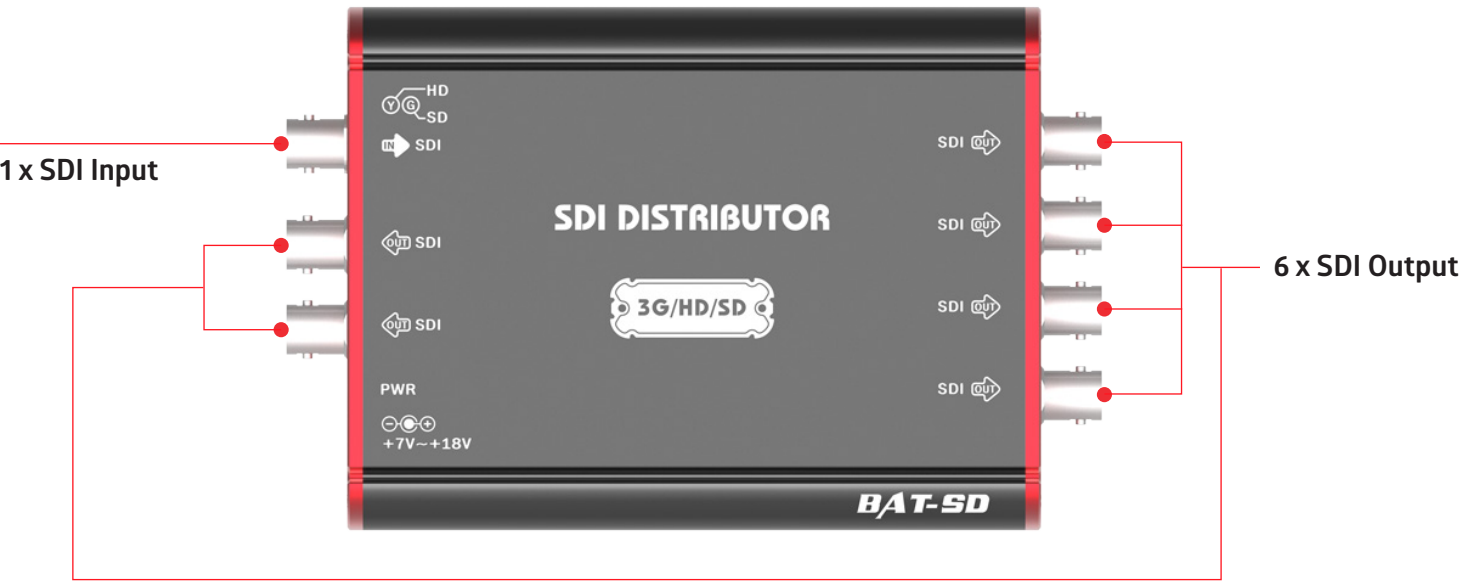 HD
Y G
SD
IN SDI
1 x SDI Input
OUT SDI
OUT SDI
PWR
+7V~+18V
SDI DISTRIBUTOR
3G/HD/SD
SDI OUT
SDI OUT
SDI OUT
SDI OUT
6 x SDI Output
BAT-SD